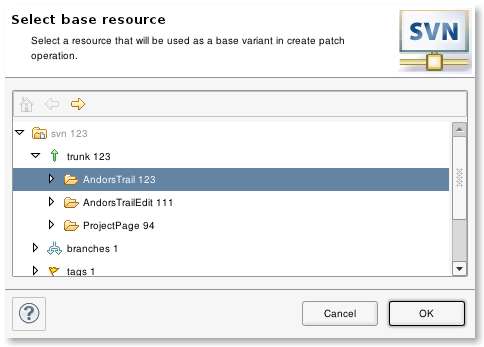 Select base resource
Select a resource that will be used as a base variant in create patch
operation.
SVN
svn 123
trunk 123
AndorsTrail 123
AndorsTrailEdit 111
ProjectPage 94
branches 1
tags 1
?
Cancel
OK